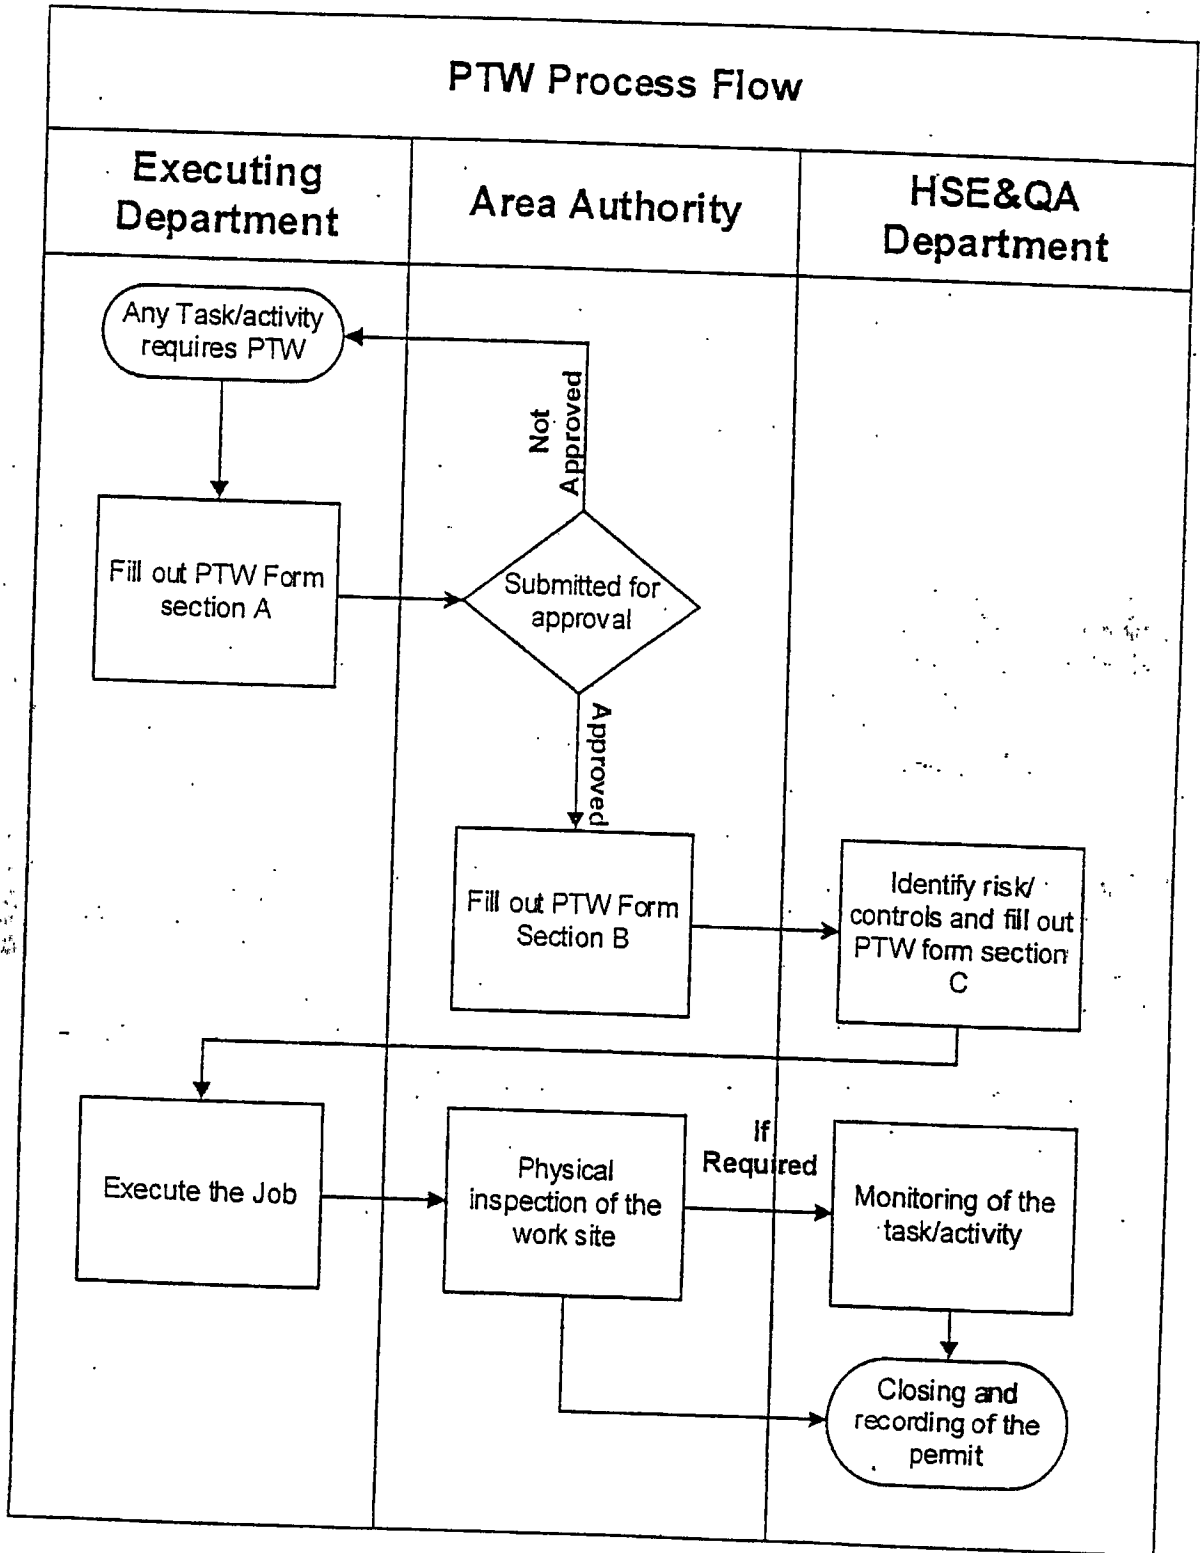 PTW Process Flow
Executing
Department
Area Authority
HSE&QA
Department
Any Task/activity
requires PTW
Not
Approved
Fill out PTW Form
section A
Submitted for
approval
Approved
Fill out PTW Form
Section B
Identify risk/
controls and fill out
PTW form section
C
Execute the Job
Physical
inspection of the
work site
If
Required
Monitoring of the
task/activity
Closing and
recording of the
permit